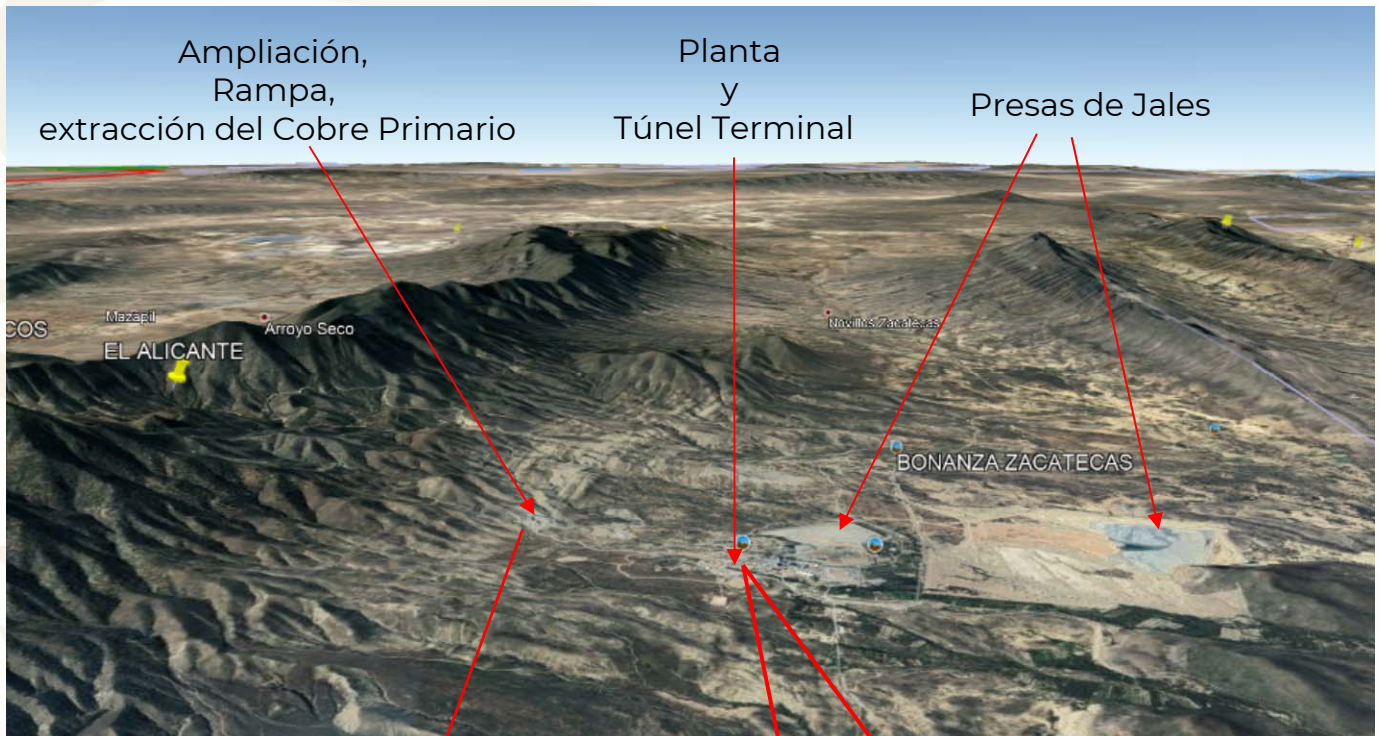 Ampliación,
Rampa,
extracción del Cobre Primario
Planta
y
Túnel Terminal
Presas de Jales
COS
Mazapil
Arroyo Seco
EL ALICANTE
Novillos Zacatecas
BONANZA ZACATECAS